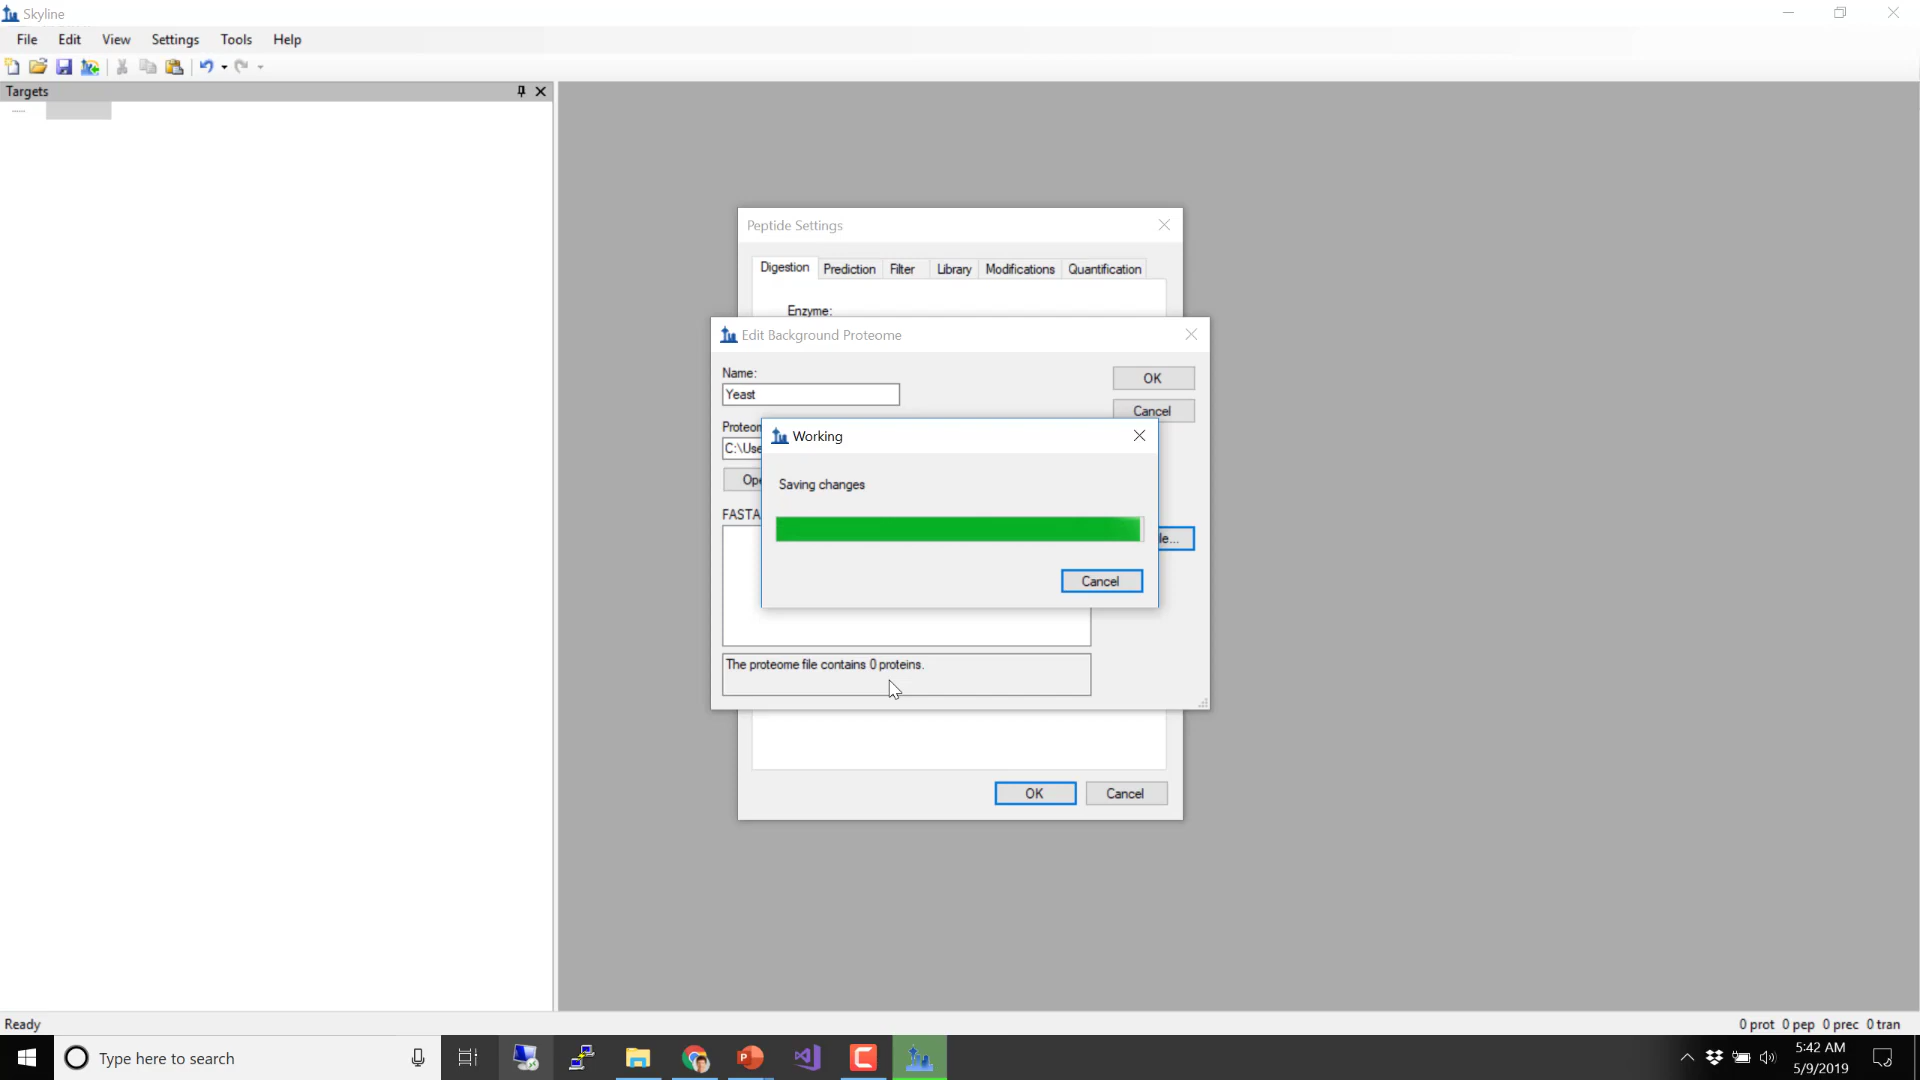 Skyline
File Edit View Settings Tools Help
Targets
Peptide Settings
Digestion Prediction Filter Library Modifications Quantification
Enzyme:
Edit Background Proteome
Name:
OK
Yeast
Cancel
Working
C:\Use
Saving changes
FASTA
Cancel
The proteome file contains 0 proteins.
OK Cancel
Ready
0 prot 0 pep 0 prec 0 tran
Type here to search
5:42 AM
5/9/2019